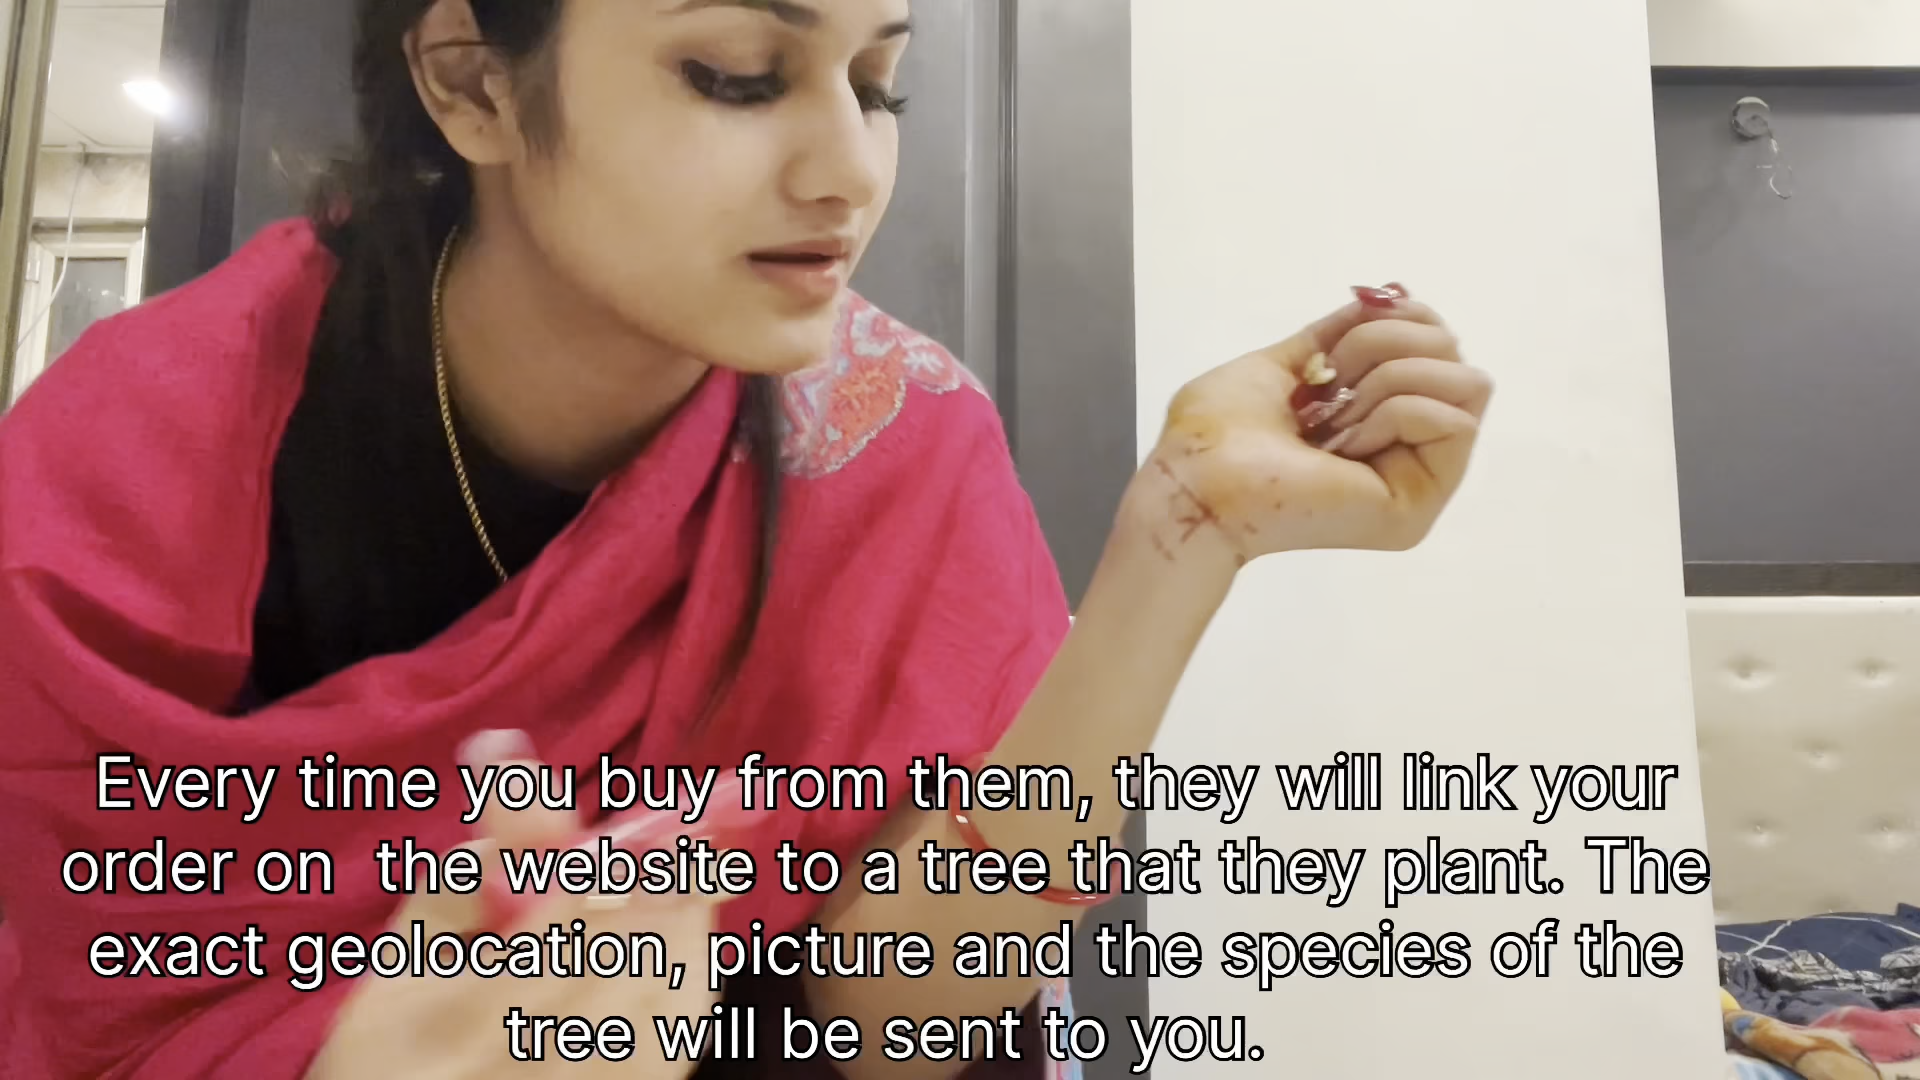 Every time you buy from them, they will link your
order on  the website to a tree that they plant. The
exact geolocation, picture and the species of the
tree will be sent to you.